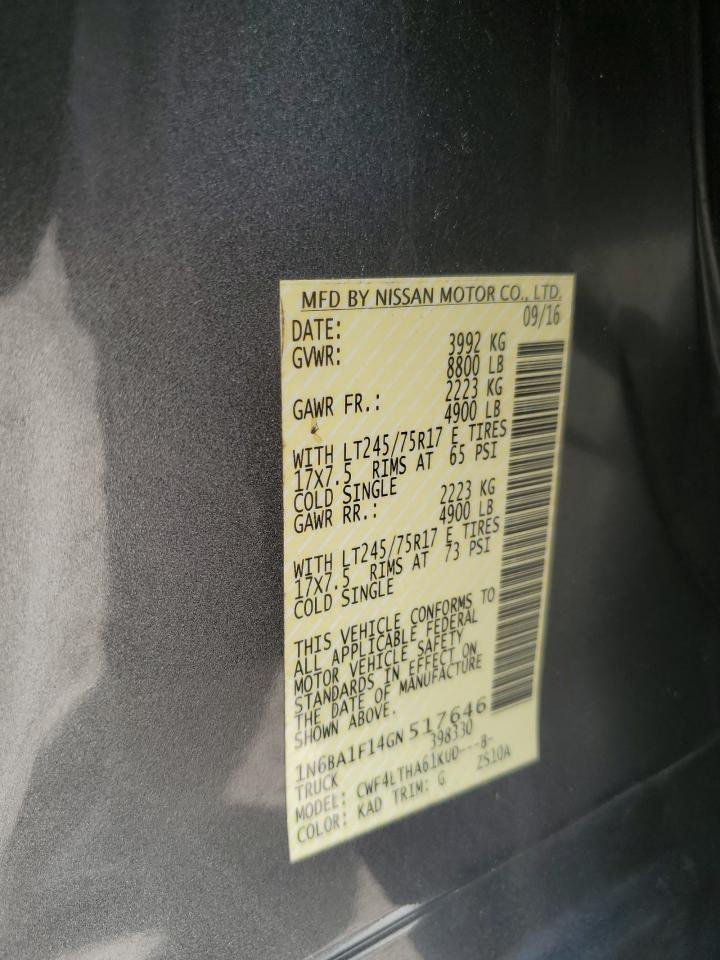 MFD BY NISSAN MOTOR CO., LTD.
DATE: 09/16
GVWR: 3992 KG
8800 LB
GAWR FR.: 2223 KG
4900 LB
WITH LT245/75R17 E TIRES
17X7.5 RIMS AT 65 PSI
COLD SINGLE
GAWR RR.: 2223 KG
4900 LB
WITH LT245/75R17 E TIRES
17X7.5 RIMS AT 73 PSI
COLD SINGLE
THIS VEHICLE CONFORMS TO
ALL APPLICABLE FEDERAL
MOTOR VEHICLE SAFETY
STANDARDS IN EFFECT ON
THE DATE OF MANUFACTURE
SHOWN ABOVE.
1N6BA1F14GN517646
TRUCK 398330
MODEL: CWF4LTHA61KUD---8-
COLOR: KAD TRIM: G ZS10A